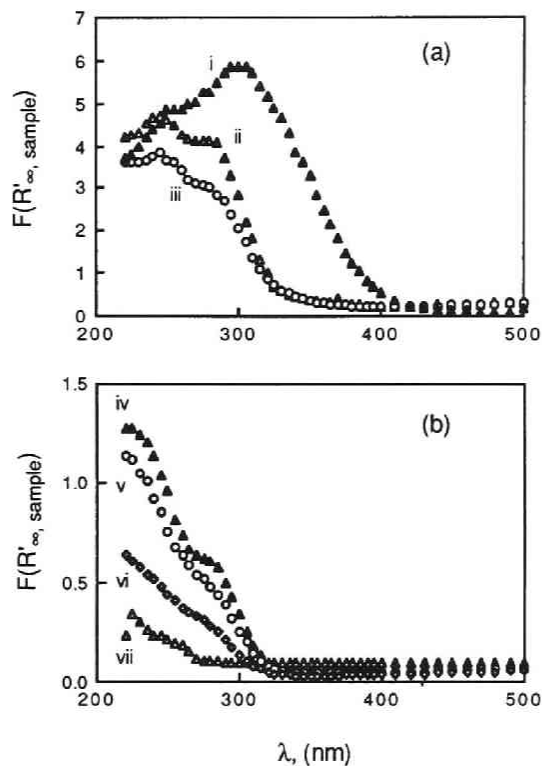 7
6
5
4
3
2
1
0
F(R'∞, sample)
(a)
i
ii
iii
200
300
400
500
1.5
1.0
0.5
0.0
F(R'∞, sample)
(b)
iv
v
vi
vii
200
300
400
500
λ, (nm)